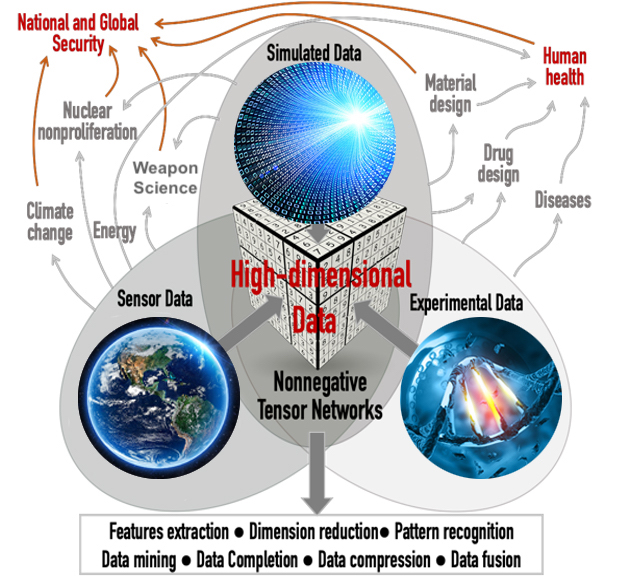 National and Global
Security
Simulated Data
Human
health
Material
design
Nuclear
nonproliferation
Weapon
Science
Drug
design
Diseases
Climate
change
Energy
High-dimensional
Data
Sensor Data
Experimental Data
Nonnegative
Tensor Networks
Features extraction ● Dimension reduction● Pattern recognition
Data mining ● Data Completion ● Data compression ● Data fusion